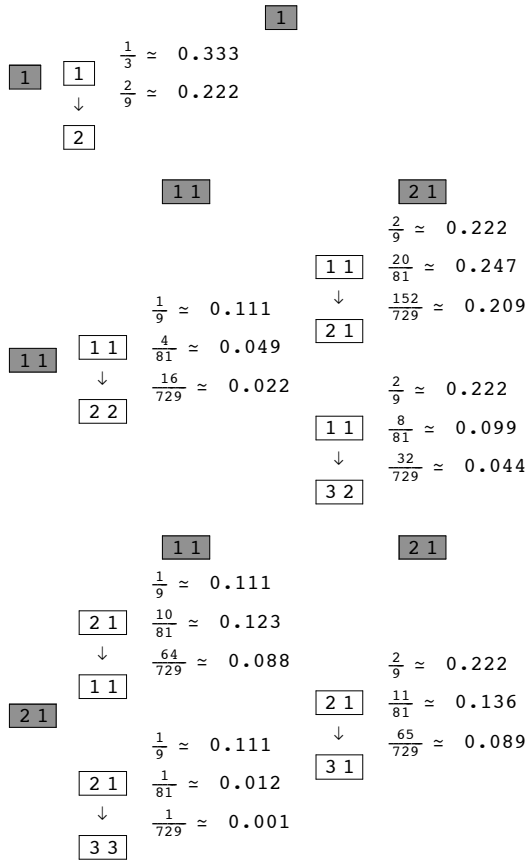 1
1/3 ≃ 0.333
1 1
2/9 ≃ 0.222
↓
2
1 1 2 1
2/9 ≃ 0.222
1 1
20/81 ≃ 0.247
↓
152/729 ≃ 0.209
2 1
1/9 ≃ 0.111
1 1
4/81 ≃ 0.049
1 1
↓
16/729 ≃ 0.022
2 2
2/9 ≃ 0.222
1 1
8/81 ≃ 0.099
↓
32/729 ≃ 0.044
3 2
1 1 2 1
1/9 ≃ 0.111
2 1
10/81 ≃ 0.123
↓
64/729 ≃ 0.088
1 1
2 1
1/9 ≃ 0.111
2 1
1/81 ≃ 0.012
↓
1/729 ≃ 0.001
3 3
2/9 ≃ 0.222
2 1
11/81 ≃ 0.136
↓
65/729 ≃ 0.089
3 1